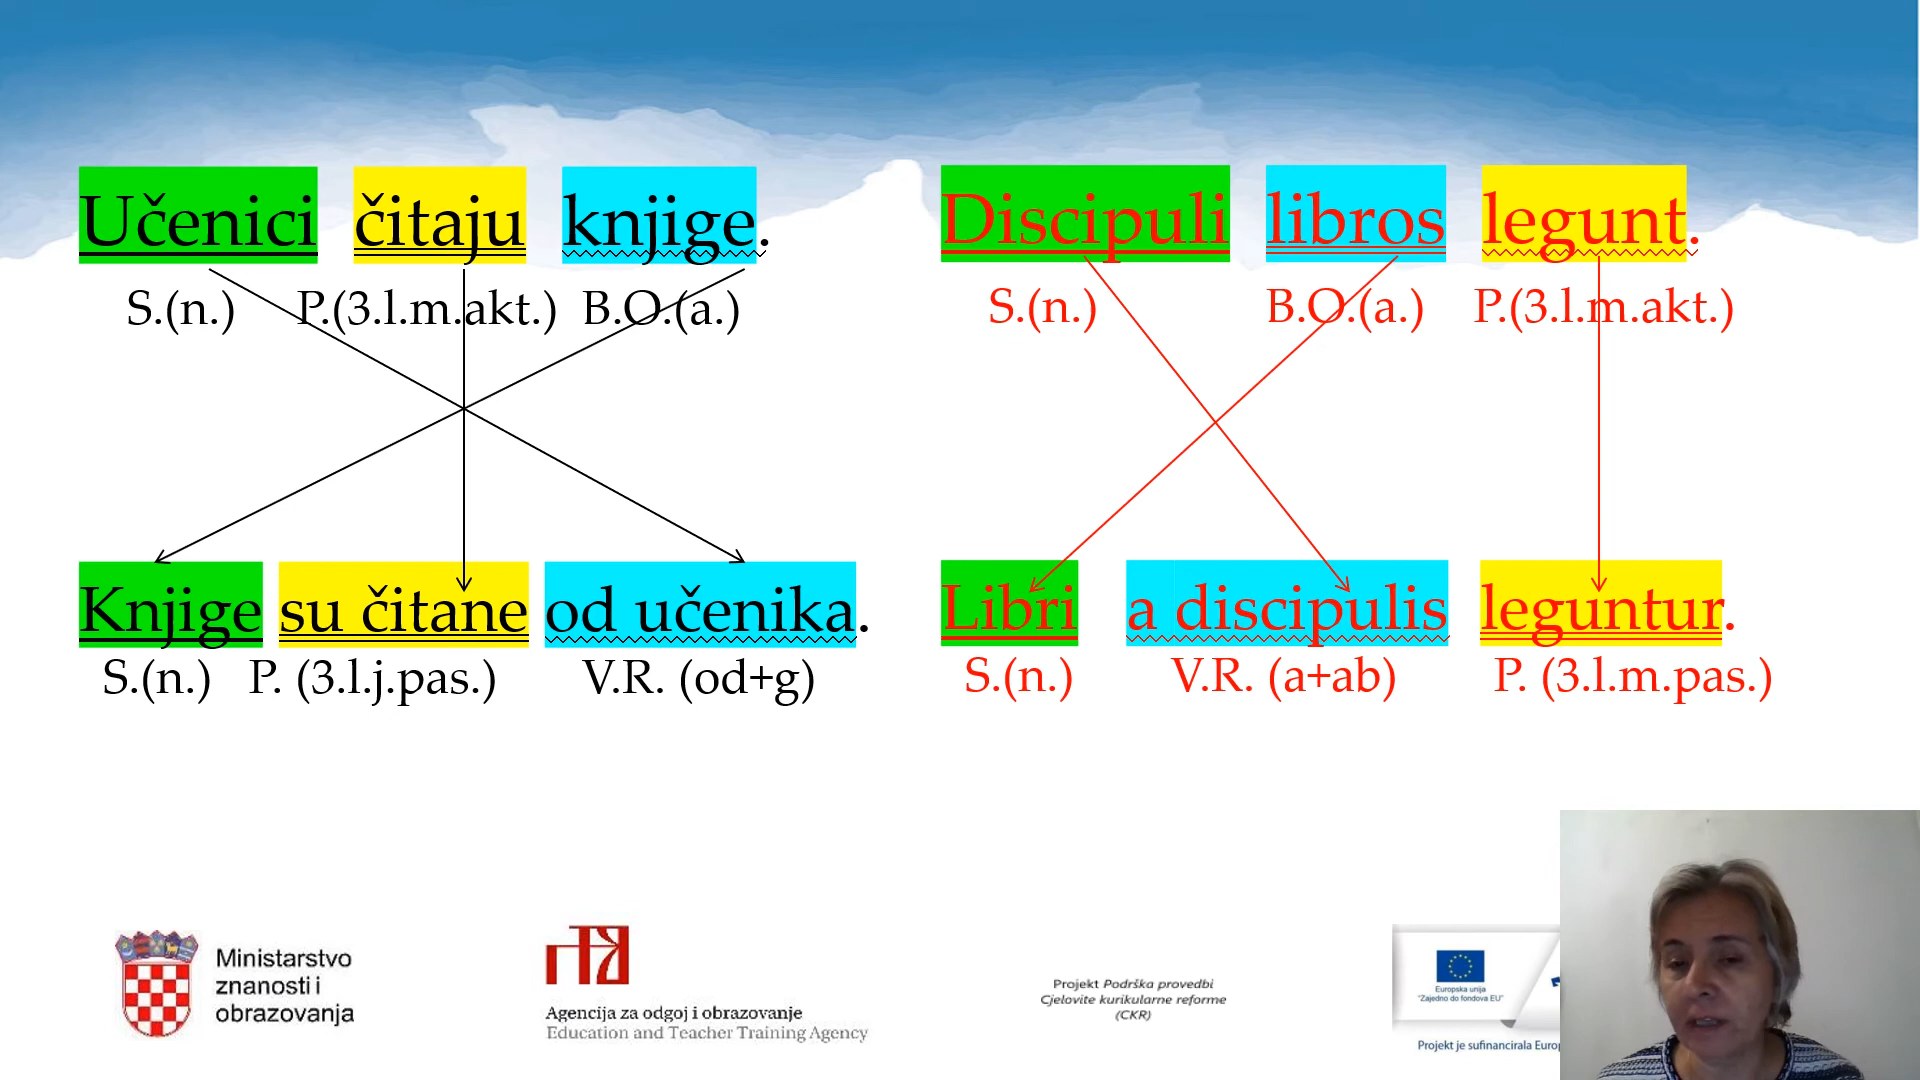 Učenici čitaju knjige.
S.(n.) P.(3.l.m.akt.) B.O.(a.)
Knjige su čitane od učenika.
S.(n.) P. (3.l.j.pas.) V.R. (od+g)
Discipuli libros legunt.
S.(n.) B.O.(a.) P.(3.l.m.akt.)
Libri a discipulis leguntur.
S.(n.) V.R. (a+ab) P. (3.l.m.pas.)
Ministarstvo
znanosti i
obrazovanja
Agencija za odgoj i obrazovanje
Education and Teacher Training Agency
Projekt Podrška provedbi
Cjelovite kurikularne reforme
(CKR)
Europska unija
"Zajedno do fondova EU"
Projekt je sufinancirala